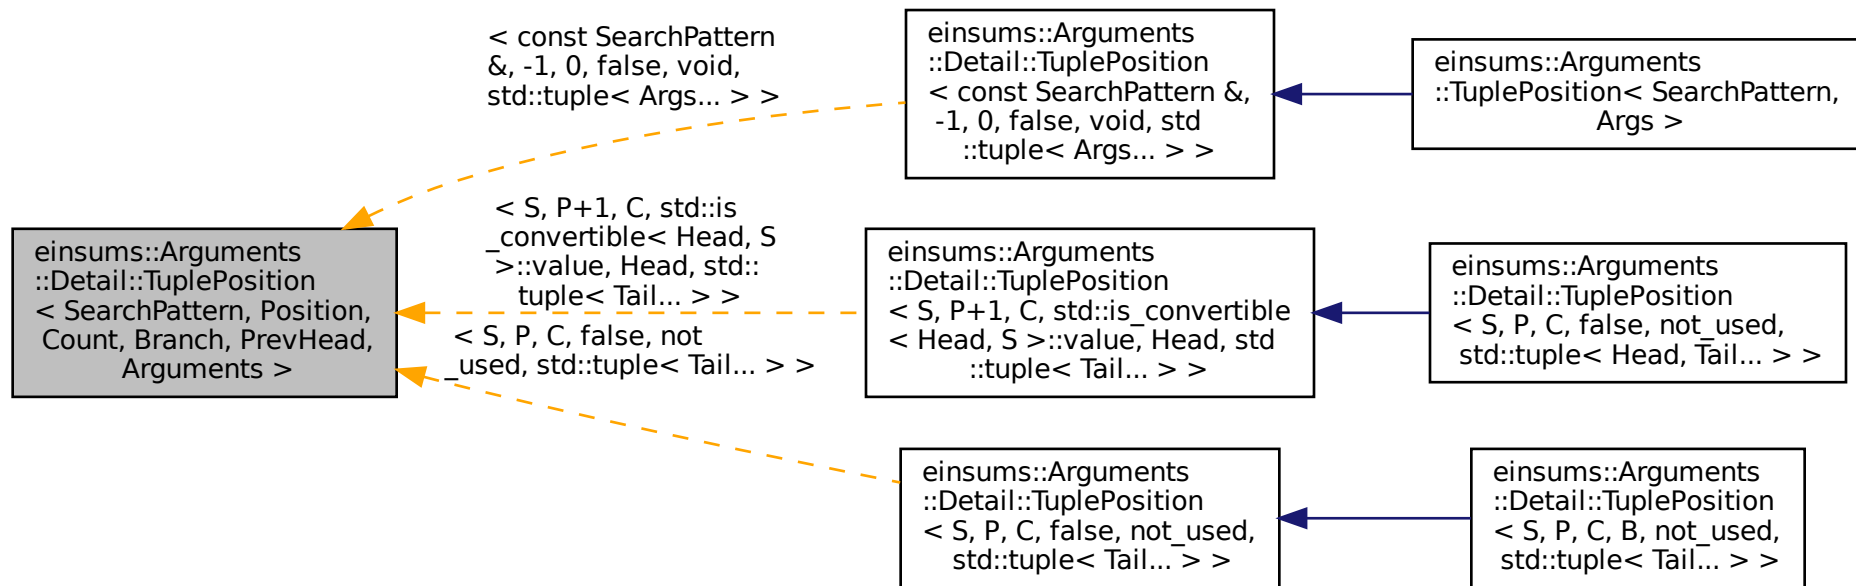 < const SearchPattern
&, -1, 0, false, void,
std::tuple< Args... > >
einsums::Arguments
::Detail::TuplePosition
< const SearchPattern &,
-1, 0, false, void, std
::tuple< Args... > >
einsums::Arguments
::TuplePosition< SearchPattern,
Args >
einsums::Arguments
::Detail::TuplePosition
< SearchPattern, Position,
Count, Branch, PrevHead,
Arguments >
< S, P+1, C, std::is
_convertible< Head, S
>::value, Head, std::
tuple< Tail... > >
einsums::Arguments
::Detail::TuplePosition
< S, P+1, C, std::is_convertible
< Head, S >::value, Head, std
::tuple< Tail... > >
einsums::Arguments
::Detail::TuplePosition
< S, P, C, false, not_used,
std::tuple< Head, Tail... > >
< S, P, C, false, not
_used, std::tuple< Tail... > >
einsums::Arguments
::Detail::TuplePosition
< S, P, C, false, not_used,
std::tuple< Tail... > >
einsums::Arguments
::Detail::TuplePosition
< S, P, C, B, not_used,
std::tuple< Tail... > >